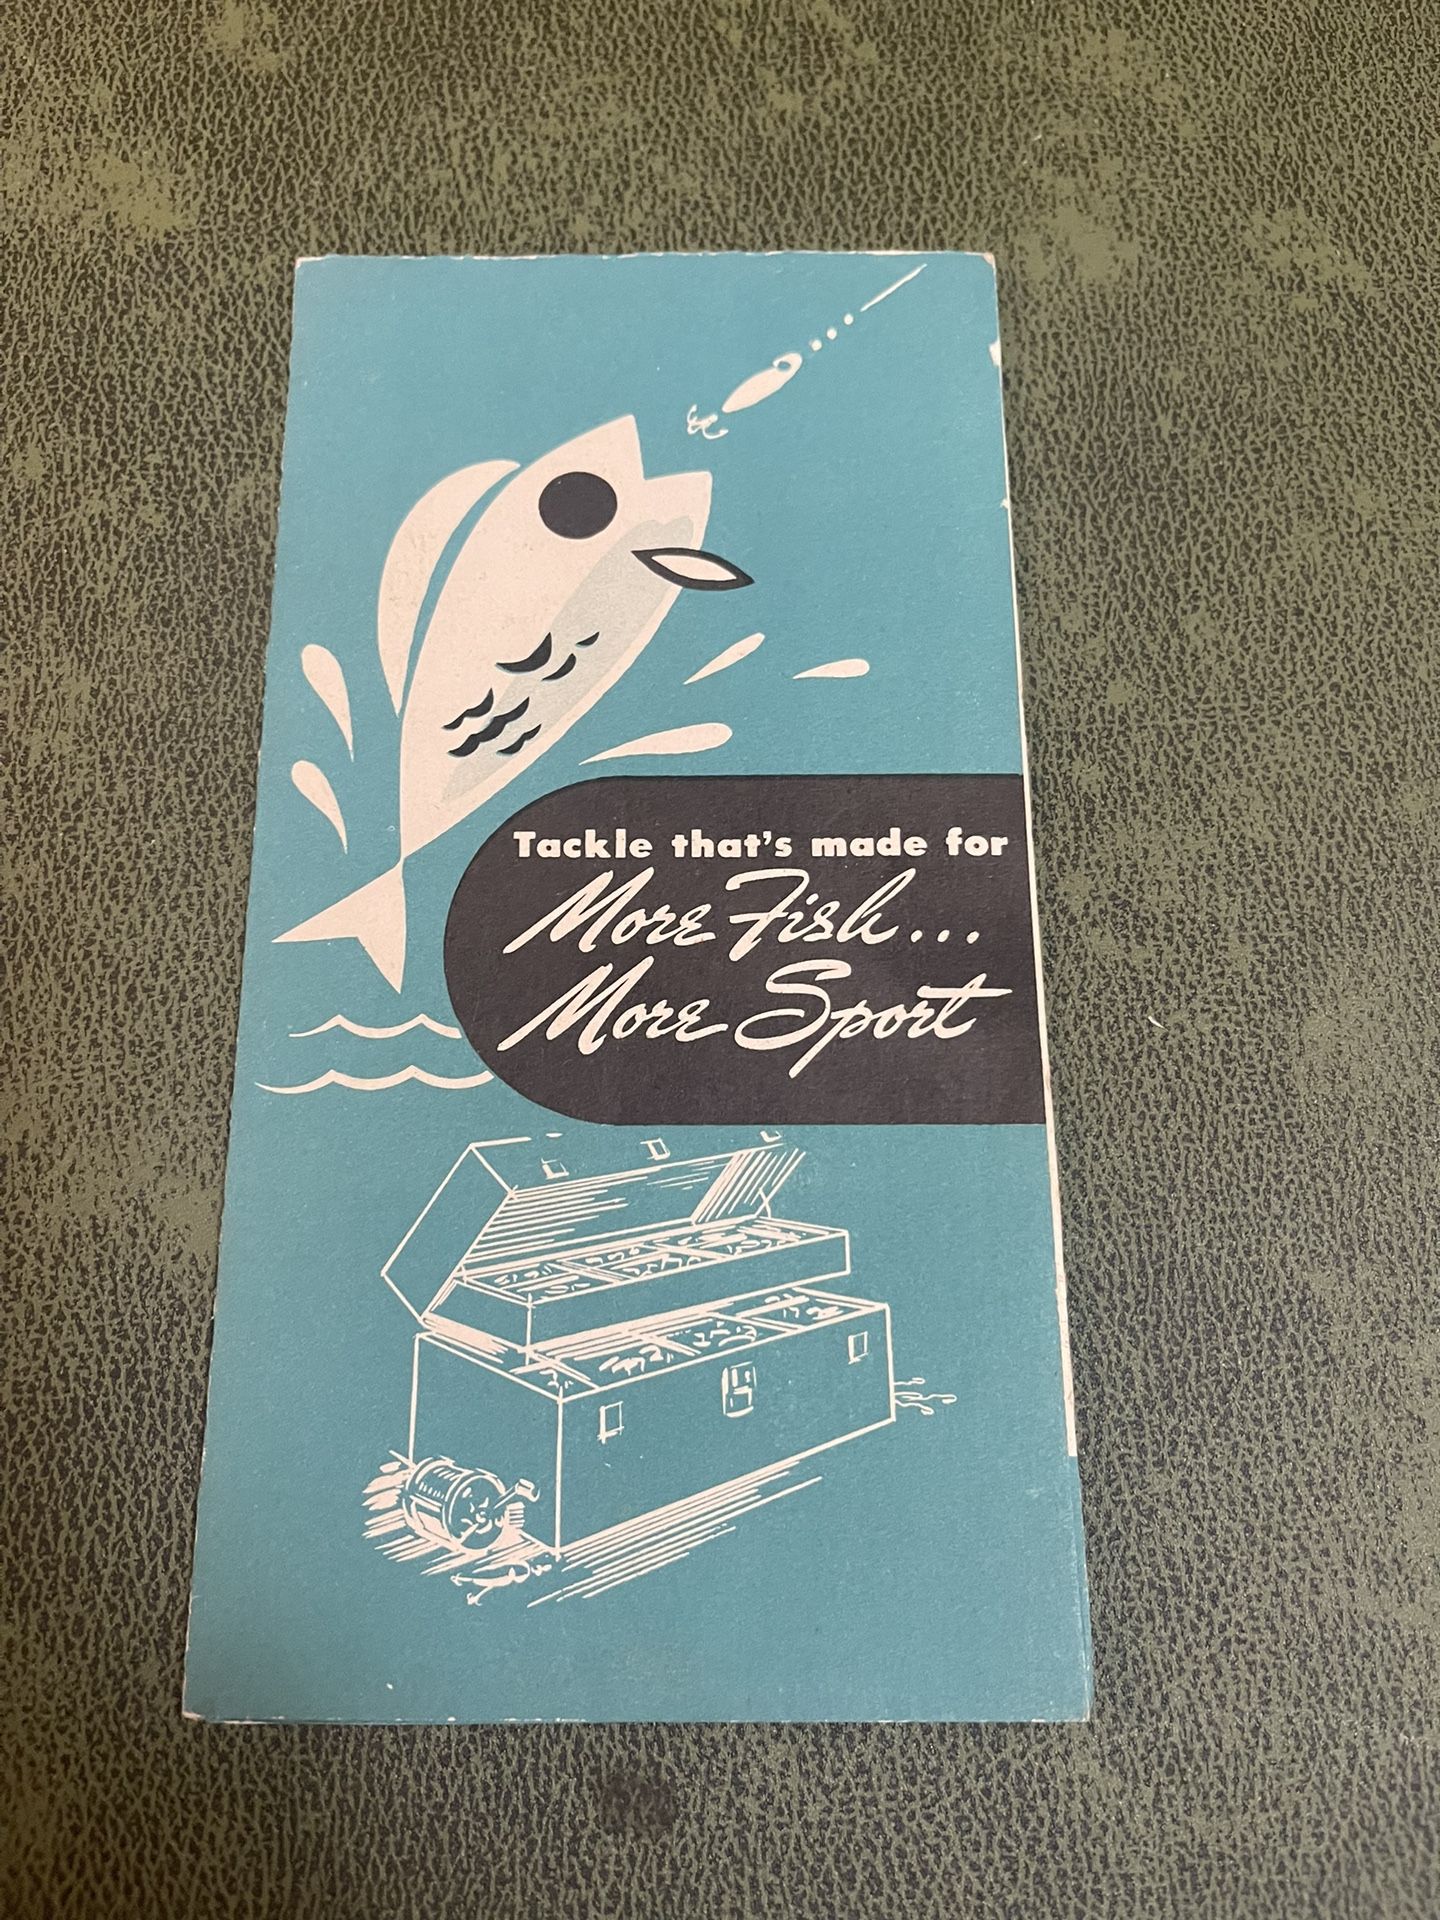 Tackle that's made for
More Fish...
More Sport